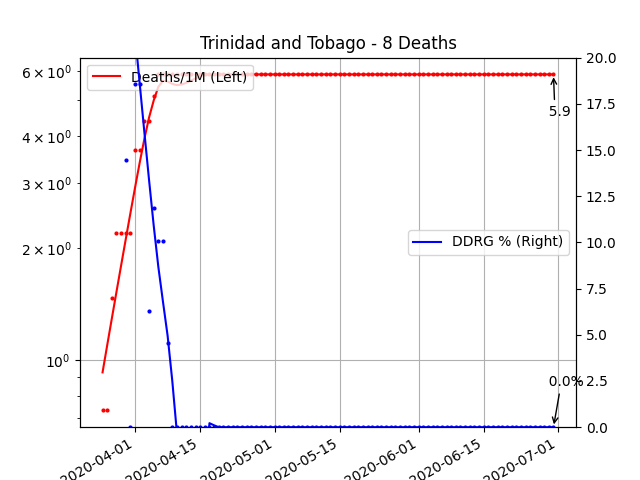 Trinidad and Tobago - 8 Deaths
Deaths/1M (Left)
DDRG % (Right)
6 × 10⁰
4 × 10⁰
3 × 10⁰
2 × 10⁰
10⁰
20.0
17.5
15.0
12.5
10.0
7.5
5.0
2.5
0.0
5.9
0.0%
2020-04-01
2020-04-15
2020-05-01
2020-05-15
2020-06-01
2020-06-15
2020-07-01